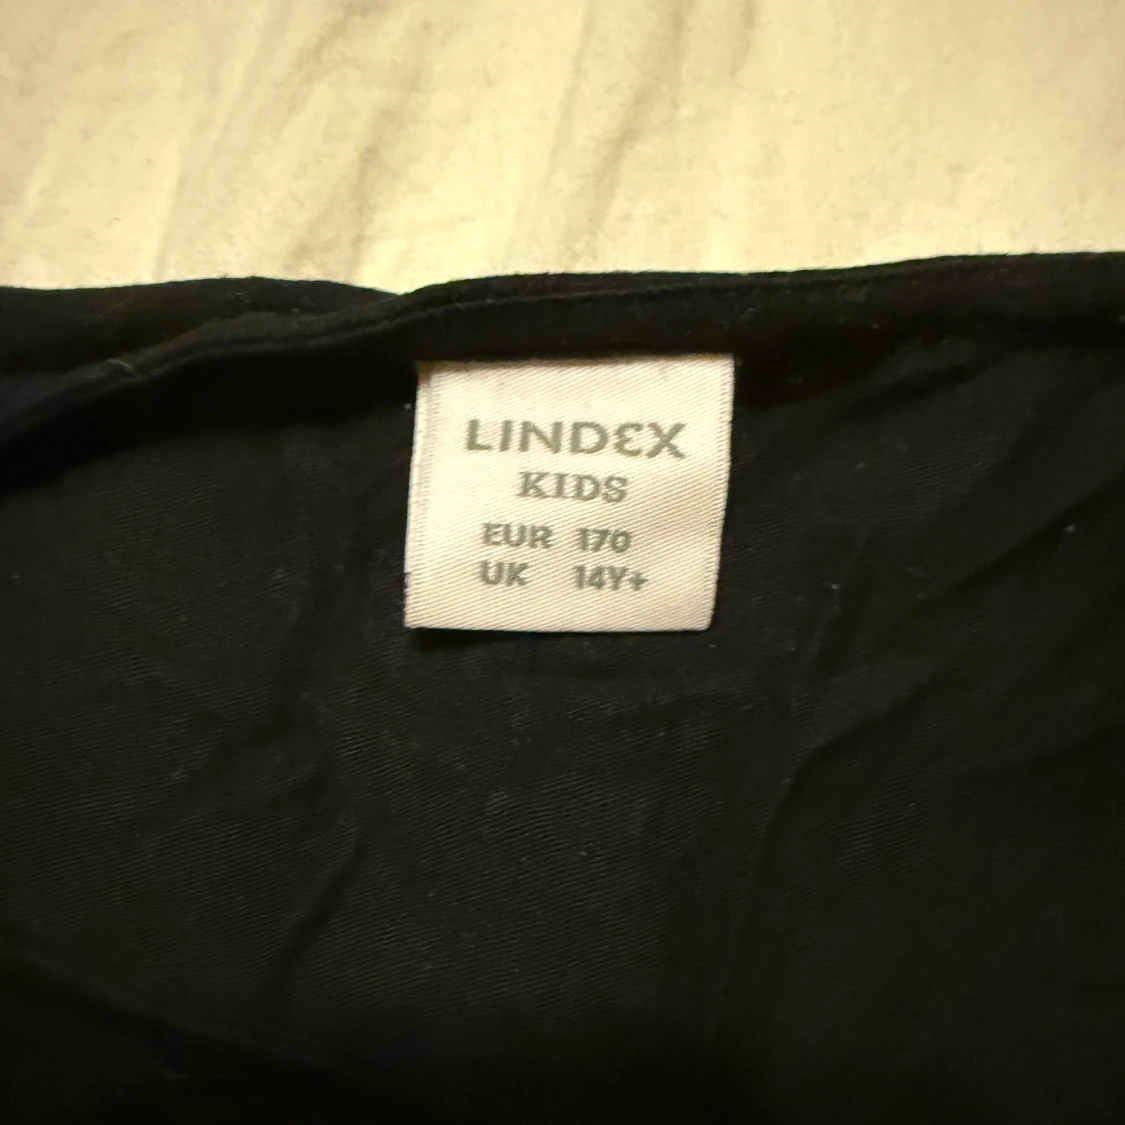 LINDEX
KIDS
EUR 170
UK 14Y+